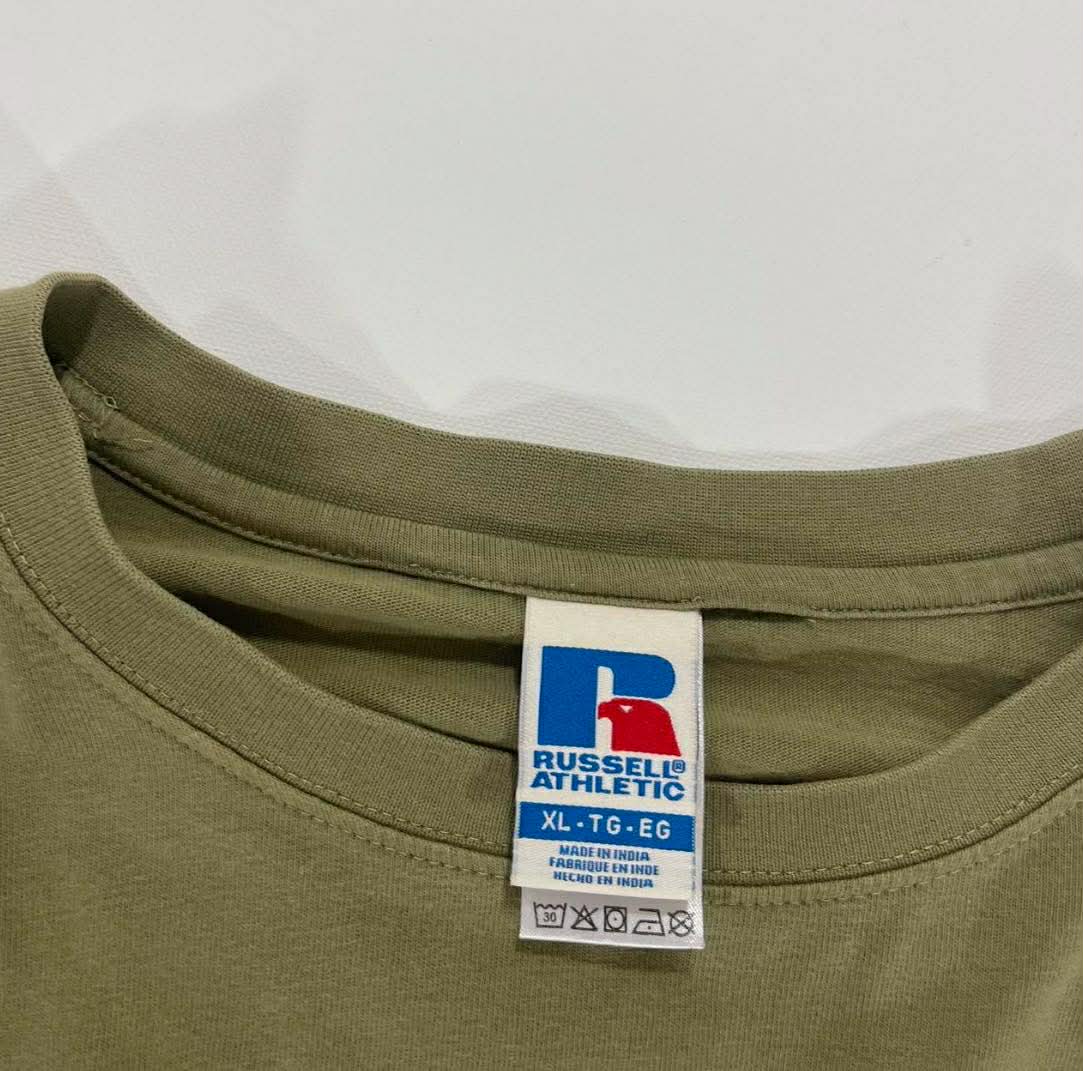 RUSSELL®
ATHLETIC
XL-TG-EG
MADE IN INDIA
FABRIQUE EN INDE
HECHO EN INDIA
30